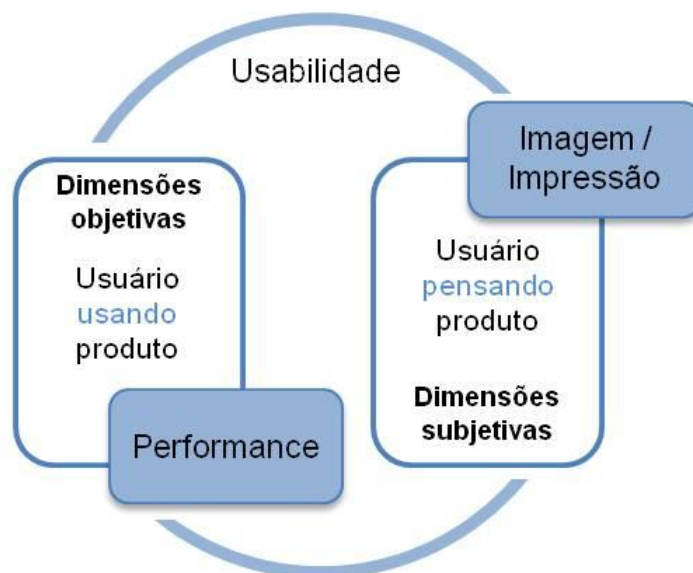 Usabilidade
Dimensões
objetivas
Usuário
usando
produto
Performance
Imagem /
Impressão
Usuário
pensando
produto
Dimensões
subjetivas